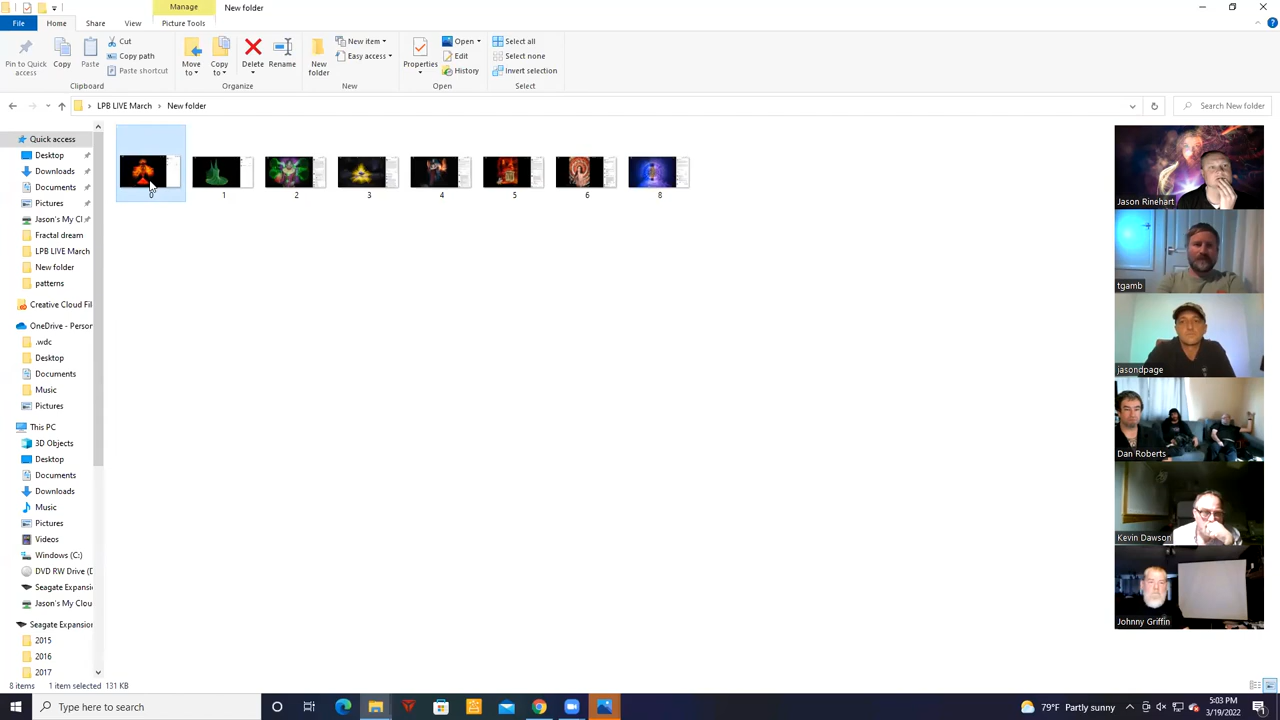 Manage
New folder
File
Home
Share
View
Picture Tools
Pin to Quick access
Copy
Paste
Cut
Copy path
Paste shortcut
Clipboard
Move to
Copy to
Delete
Rename
Organize
New folder
New item
Easy access
New
Properties
Open
Edit
History
Open
Select all
Select none
Invert selection
Select
LPB LIVE March
New folder
Search New folder
Quick access
Desktop
Downloads
Documents
Pictures
Jason's My C
Fractal dream
LPB LIVE March
New folder
patterns
Creative Cloud Fil
OneDrive - Person
.wdc
Desktop
Documents
Music
Pictures
This PC
3D Objects
Desktop
Documents
Downloads
Music
Pictures
Videos
Windows (C:)
DVD RW Drive (D
Seagate Expansi
Jason's My Clou
Seagate Expansi
2015
2016
2017
0
1
2
3
4
5
6
8
Jason Rinehart
tgamb
jasondpage
Dan Roberts
Kevin Dawson
Johnny Griffin
8 items
1 item selected 131 KB
Type here to search
79°F Partly sunny
5:03 PM
3/19/2022